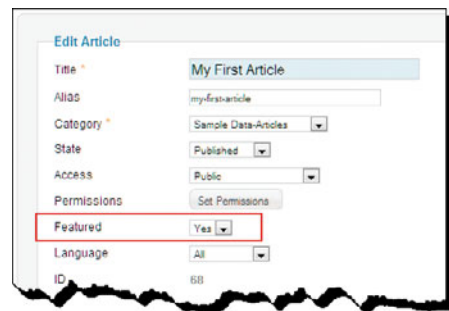 Edit Article
Title *
My First Article
Alias
my-first-article
Category *
Sample Data-Articles
State
Published
Access
Public
Permissions
Set Permissions
Featured
Yes
Language
All
ID
68